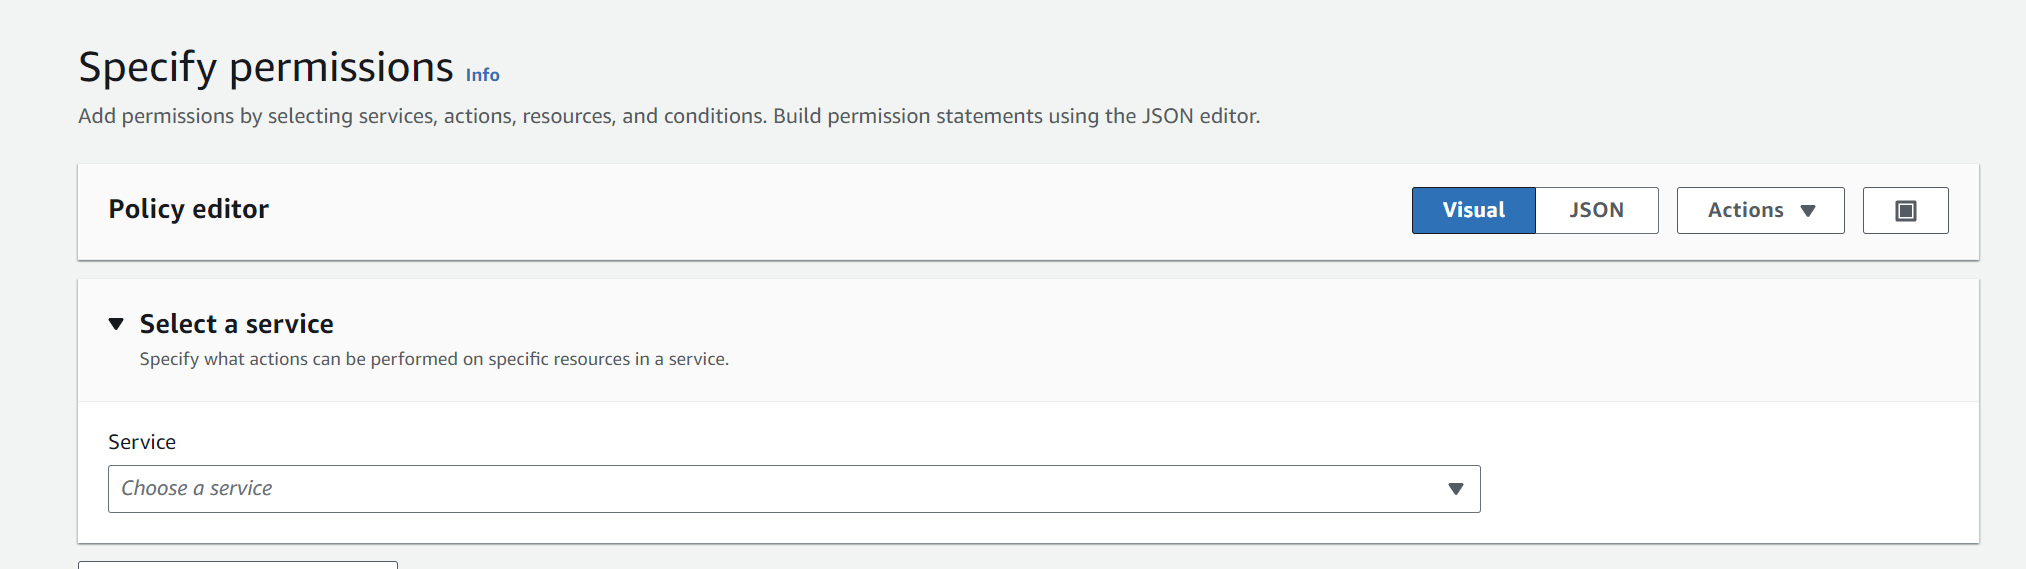 Specify permissions Info
Add permissions by selecting services, actions, resources, and conditions. Build permission statements using the JSON editor.
Policy editor
Visual
JSON
Actions
Select a service
Specify what actions can be performed on specific resources in a service.
Service
Choose a service